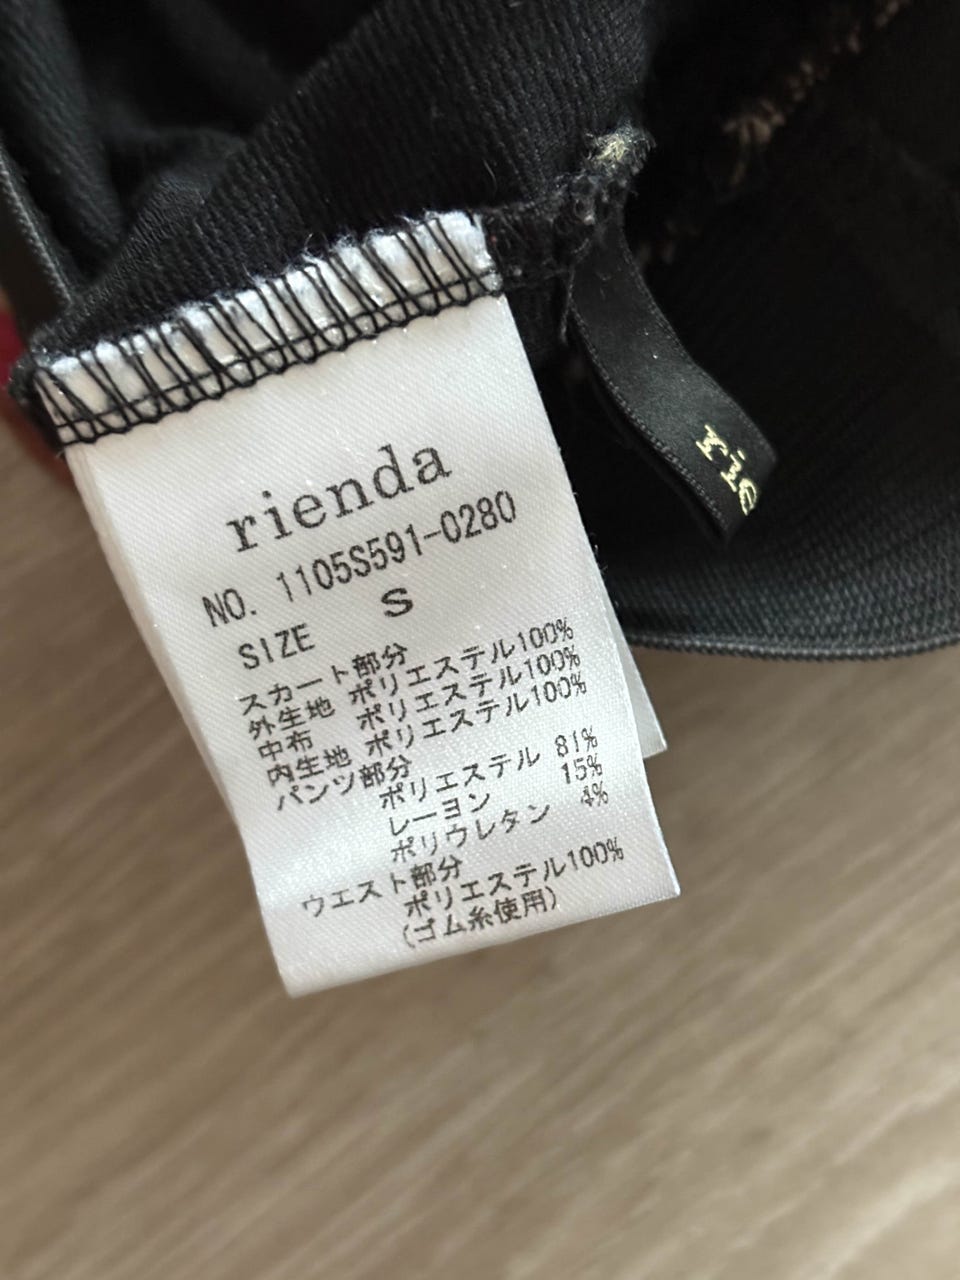 rienda
NO. 1105S591-0280
SIZE S
スカート部分
外生地 ポリエステル100%
中布 ポリエステル100%
内生地 ポリエステル100%
パンツ部分
ポリエステル 81%
レーヨン 15%
ポリウレタン 4%
ウエスト部分
ポリエステル100%
(ゴム糸使用)
rie